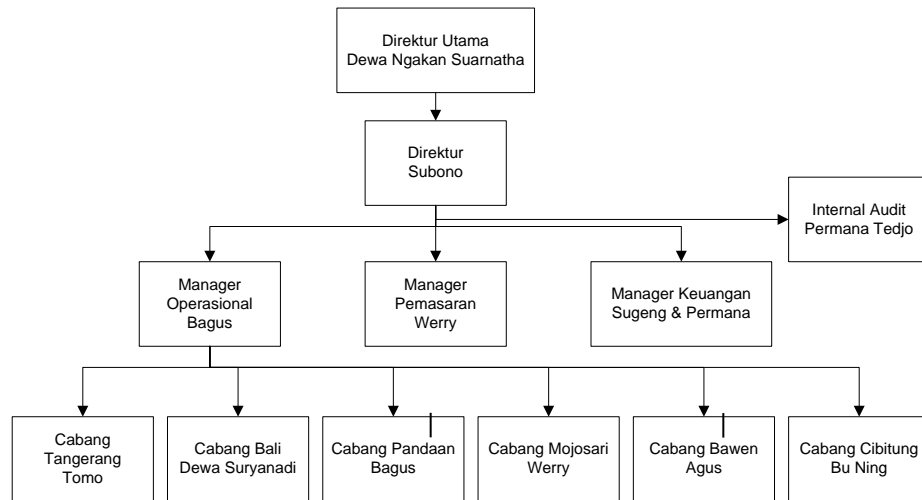 Direktur Utama
Dewa Ngakan Suarnatha
Direktur
Subono
Internal Audit
Permana Tedjo
Manager
Operasional
Bagus
Manager
Pemasaran
Werry
Manager Keuangan
Sugeng & Permana
Cabang
Tangerang
Tomo
Cabang Bali
Dewa Suryanadi
Cabang Pandaan
Bagus
Cabang Mojosari
Werry
Cabang Bawen
Agus
Cabang Cibitung
Bu Ning